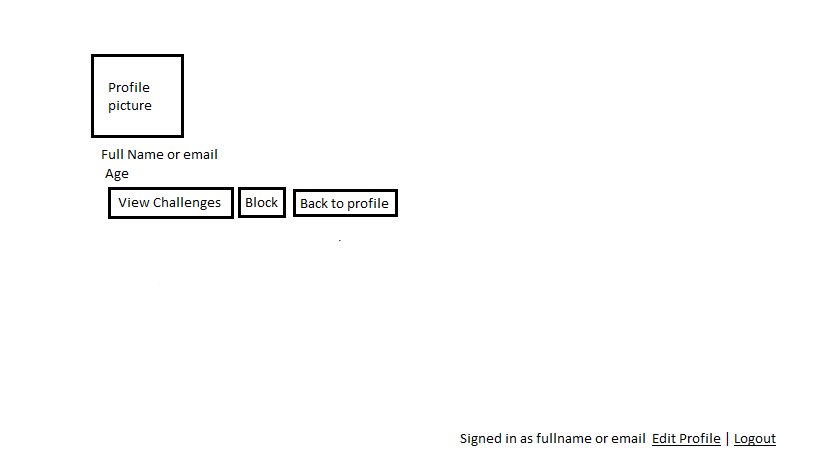 Profile
picture
Full Name or email
Age
View Challenges Block Back to profile
Signed in as fullname or email Edit Profile | Logout